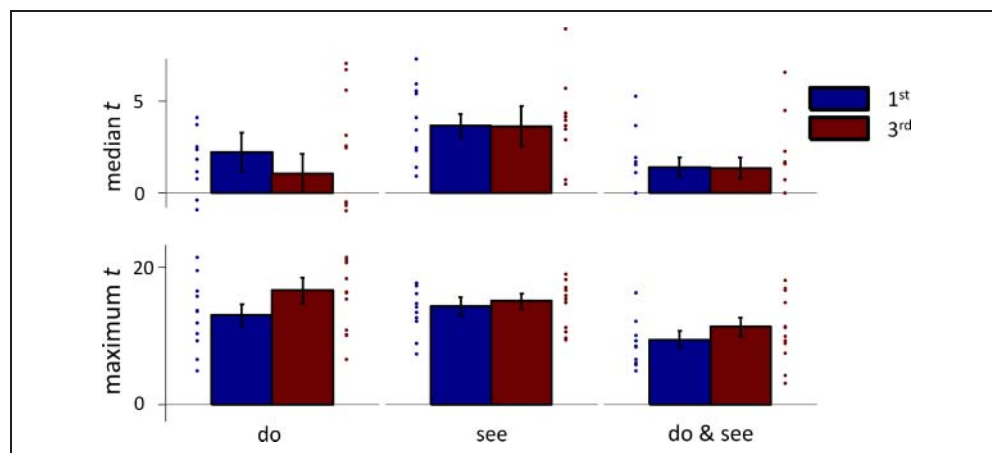 median t
5
0
1st
3rd
maximum t
20
0
do
see
do & see